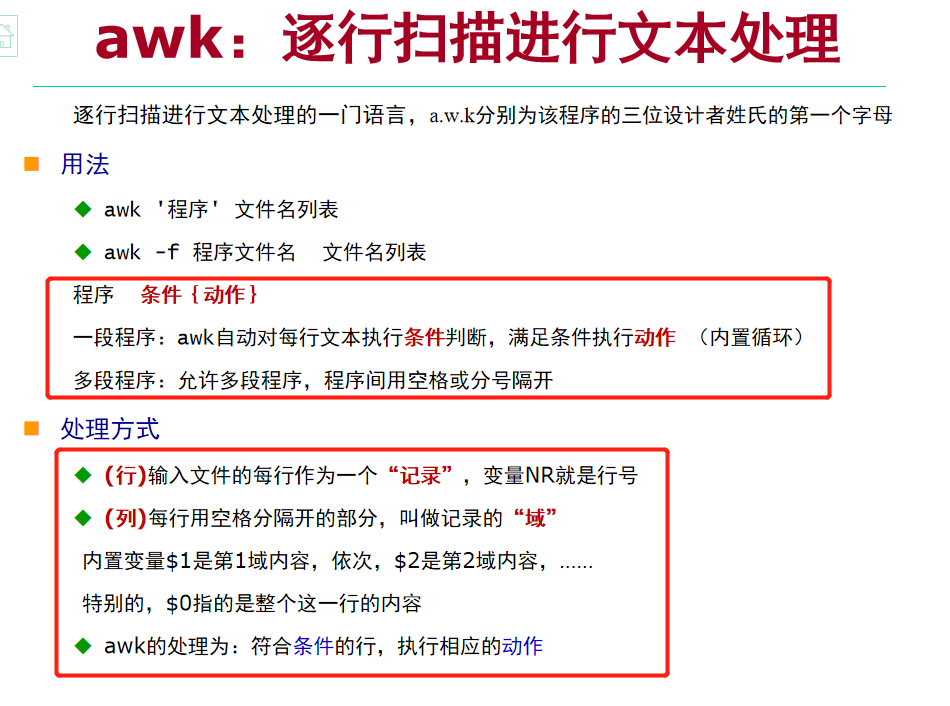 awk：逐行扫描进行文本处理
逐行扫描进行文本处理的一门语言，a.w.k分别为该程序的三位设计者姓氏的第一个字母
用法
awk '程序' 文件名列表
awk -f 程序文件名 文件名列表
程序 条件｛动作｝
一段程序：awk自动对每行文本执行条件判断，满足条件执行动作 （内置循环）
多段程序：允许多段程序，程序间用空格或分号隔开
处理方式
(行)输入文件的每行作为一个“记录”，变量NR就是行号
(列)每行用空格分隔开的部分，叫做记录的“域”
内置变量$1是第1域内容，依次，$2是第2域内容，……
特别的，$0指的是整个这一行的内容
awk的处理为：符合条件的行，执行相应的动作